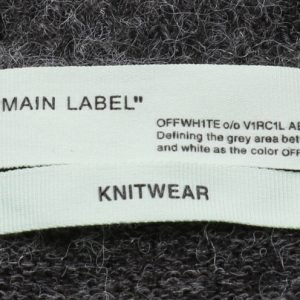 MAIN LABEL"
OFFWH1TE o/o V1RC1L AB
Defining the grey area bet
and white as the color OFF
KNITWEAR